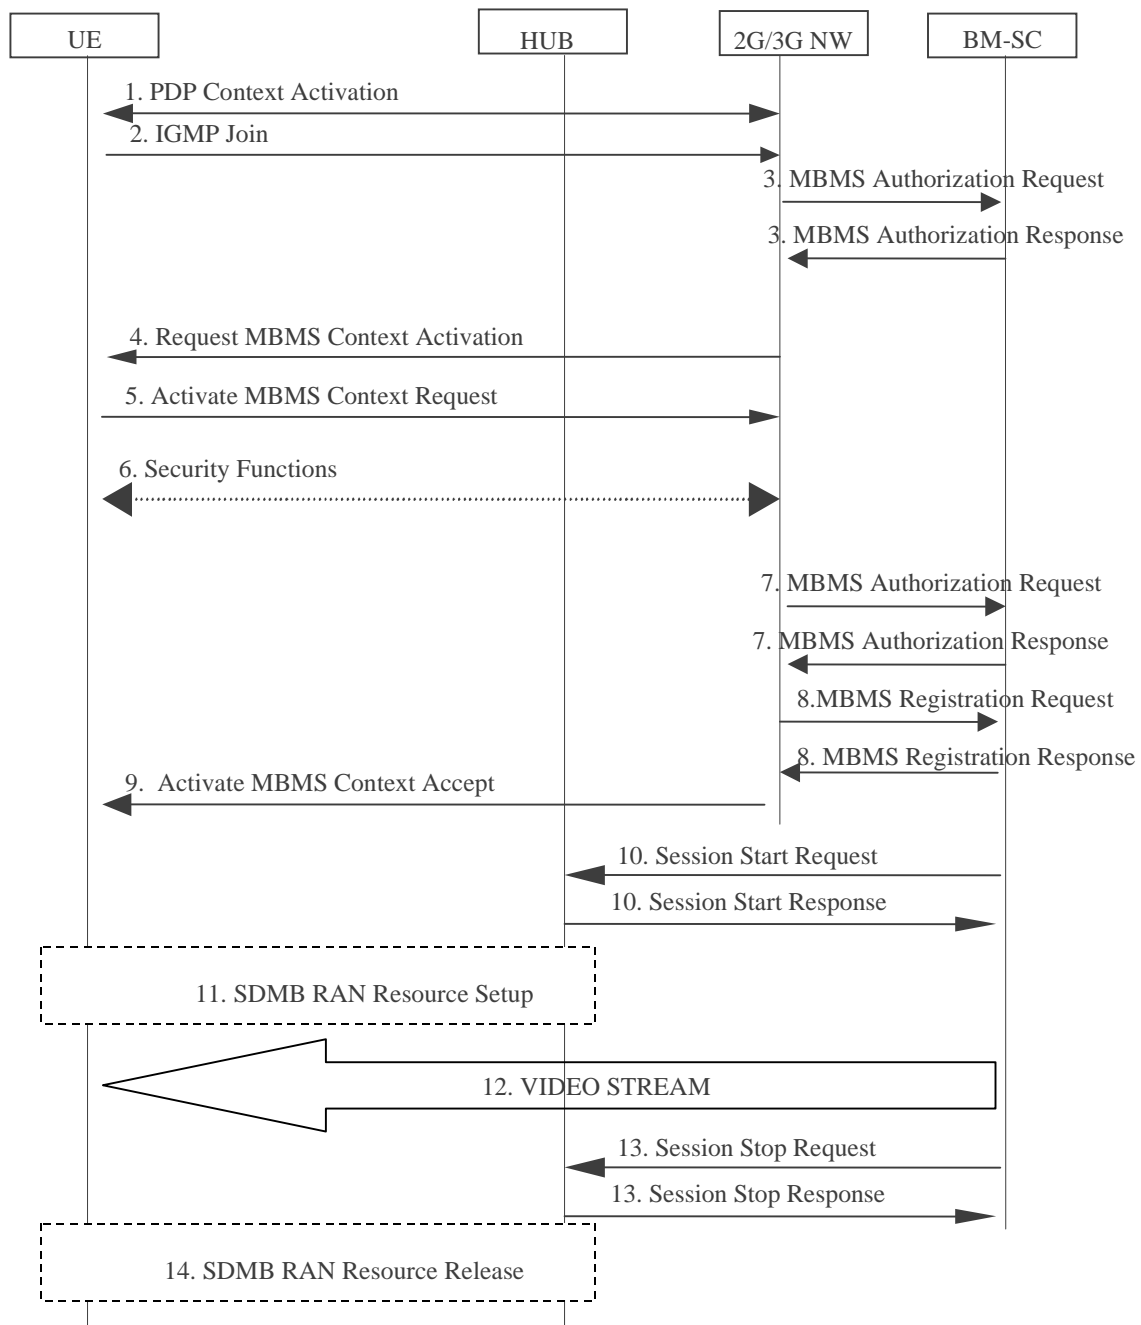 UE
HUB
2G/3G NW
BM-SC
1. PDP Context Activation
2. IGMP Join
3. MBMS Authorization Request
3. MBMS Authorization Response
4. Request MBMS Context Activation
5. Activate MBMS Context Request
6. Security Functions
7. MBMS Authorization Request
7. MBMS Authorization Response
8.MBMS Registration Request
8. MBMS Registration Response
9. Activate MBMS Context Accept
10. Session Start Request
10. Session Start Response
11. SDMB RAN Resource Setup
12. VIDEO STREAM
13. Session Stop Request
13. Session Stop Response
14. SDMB RAN Resource Release